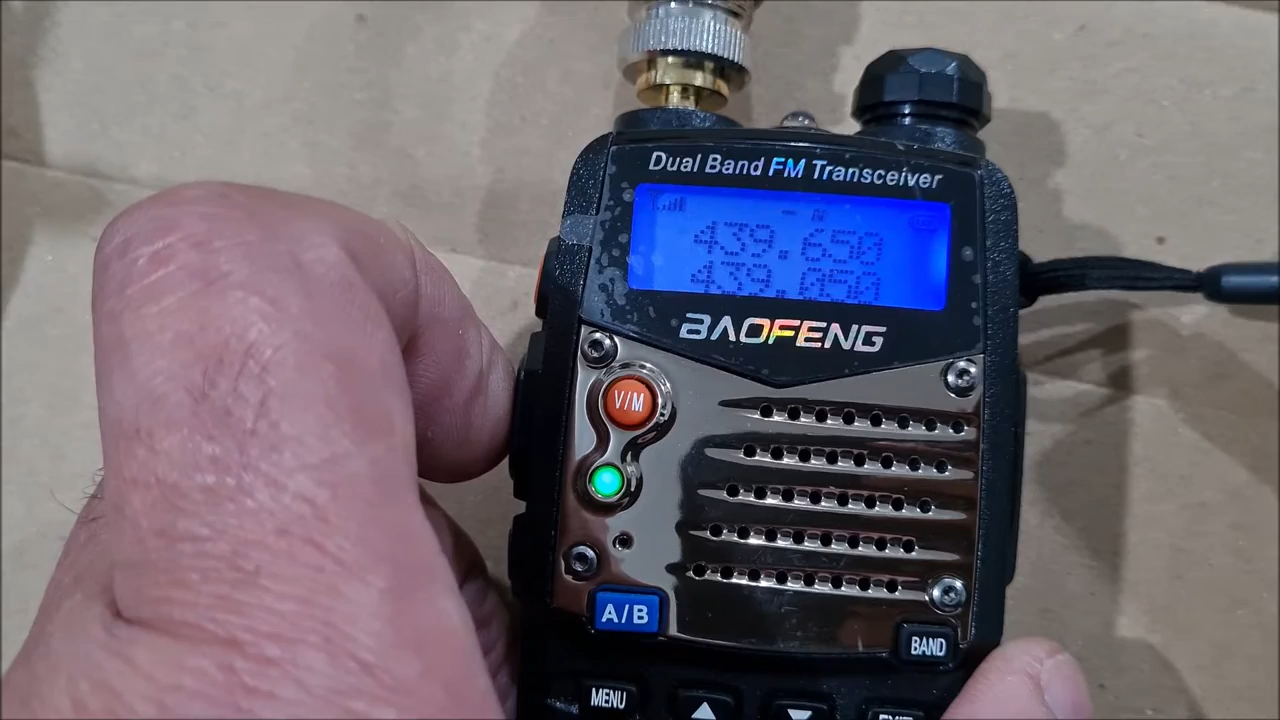 Dual Band FM Transceiver
439.650
BAOFENG
V/M
A/B
BAND
MENU